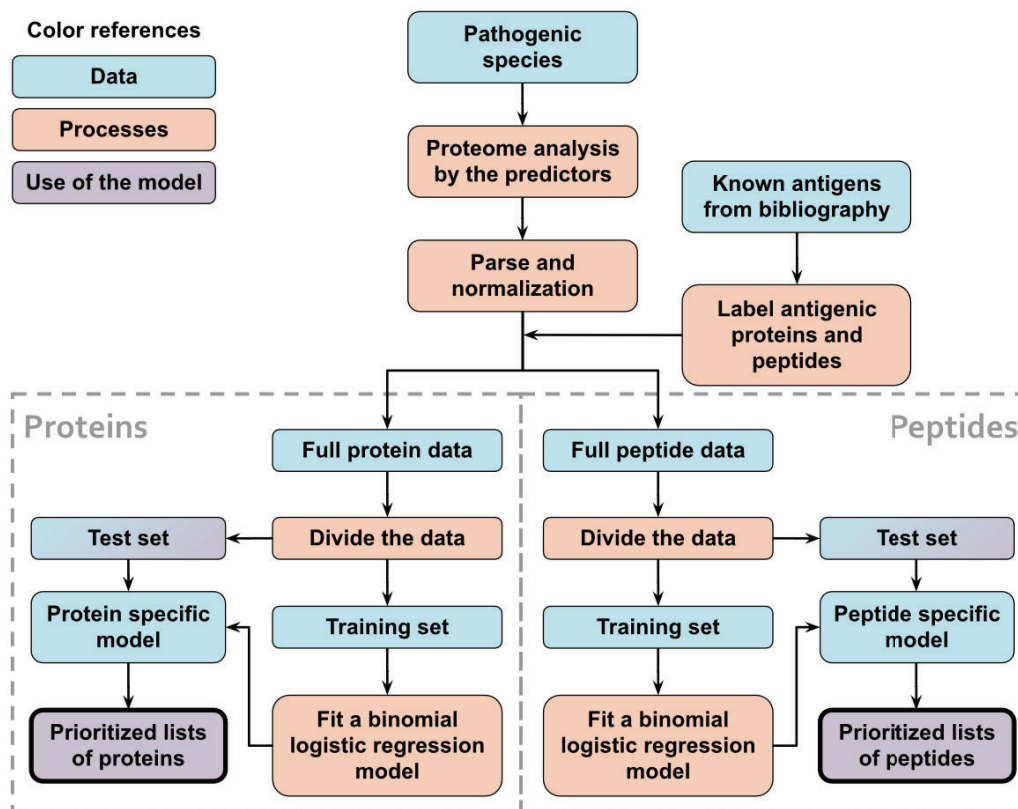 Color references
Data
Processes
Use of the model
Pathogenic
species
Proteome analysis
by the predictors
Known antigens
from bibliography
Parse and
normalization
Label antigenic
proteins and
peptides
Proteins
Full protein data
Divide the data
Test set
Training set
Protein specific
model
Fit a binomial
logistic regression
model
Prioritized lists
of proteins
Peptides
Full peptide data
Divide the data
Test set
Training set
Peptide specific
model
Fit a binomial
logistic regression
model
Prioritized lists
of peptides